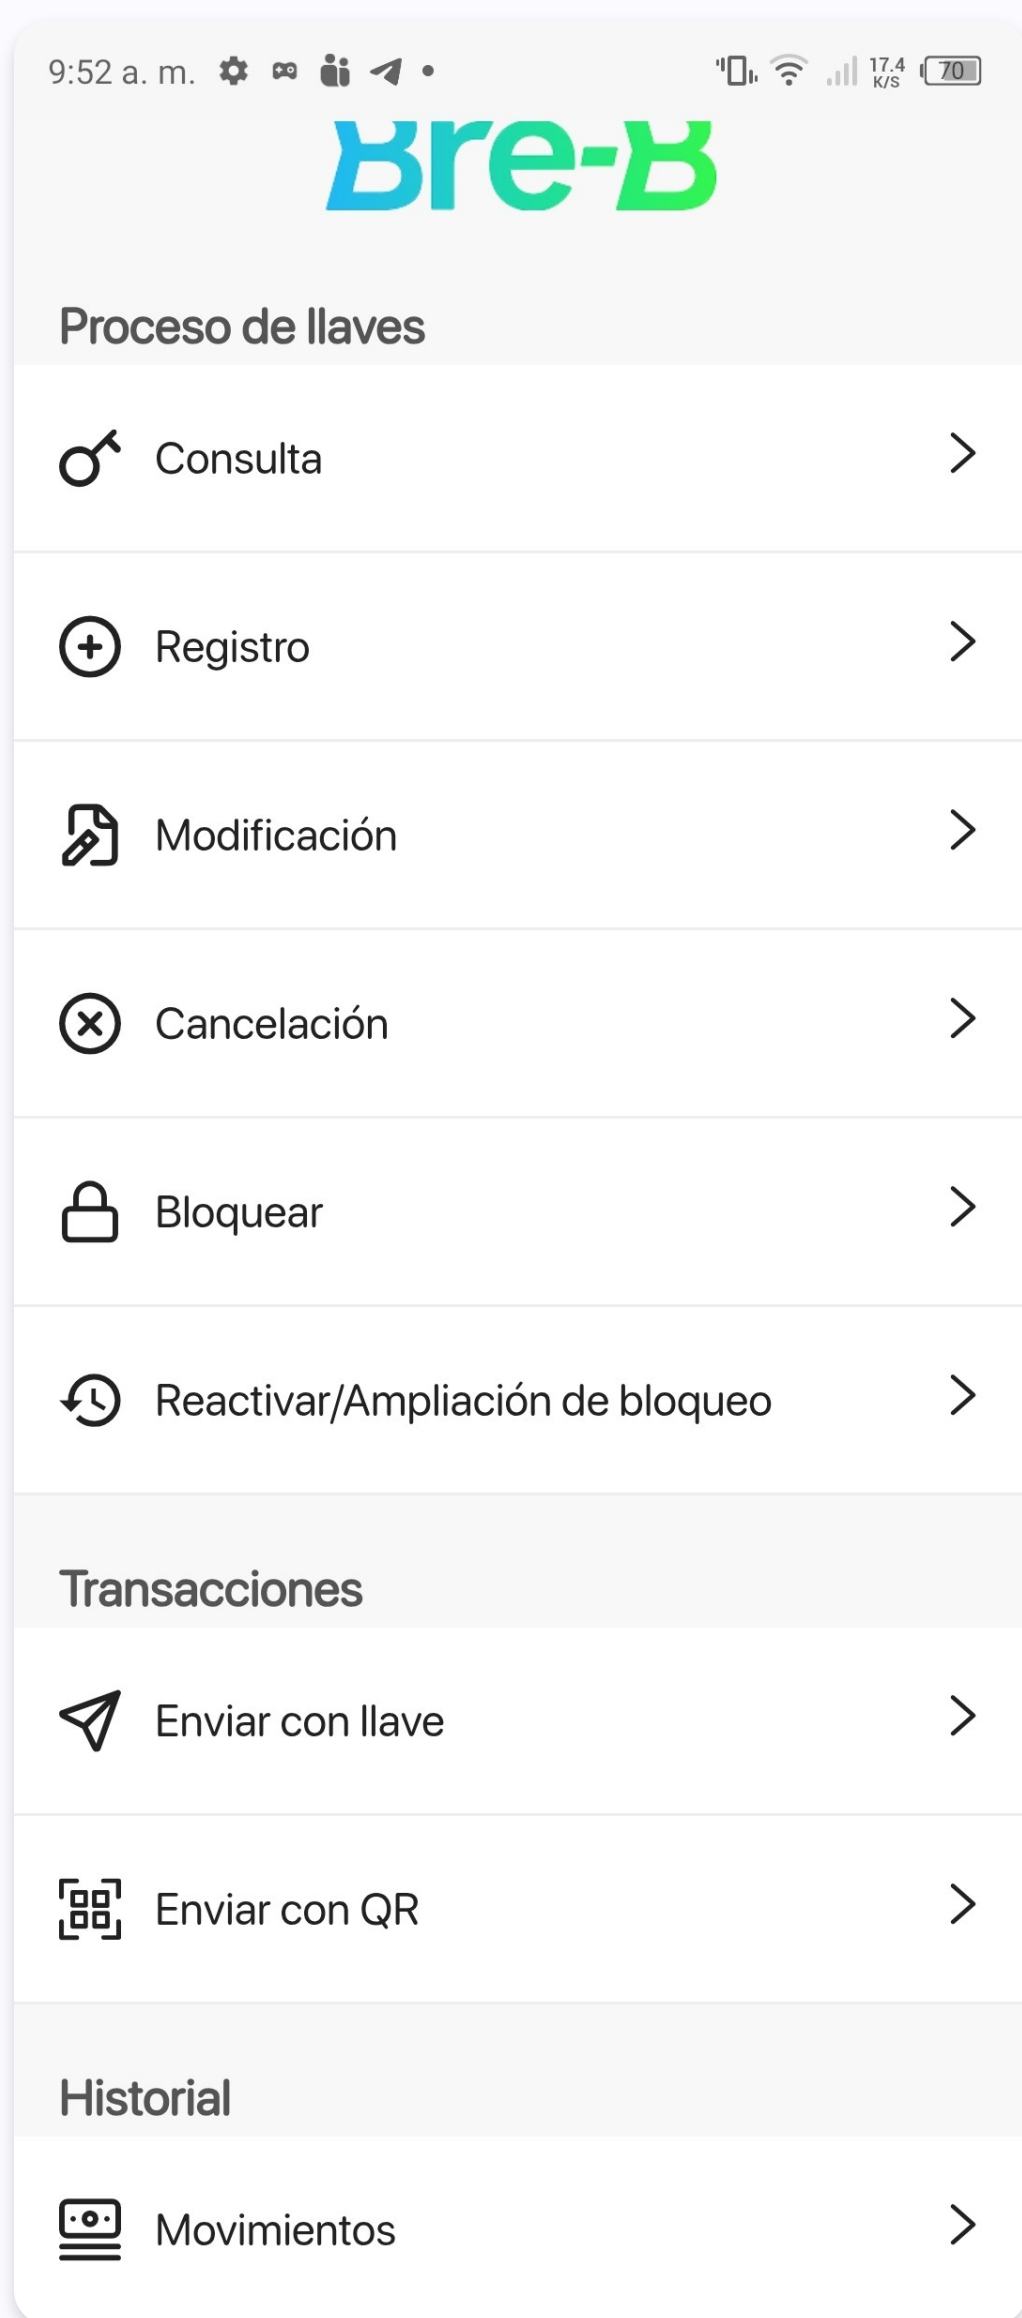 9:52 a. m.
17.4
K/S
70
Bre-B
Proceso de llaves
Consulta
Registro
Modificación
Cancelación
Bloquear
Reactivar/Ampliación de bloqueo
Transacciones
Enviar con llave
Enviar con QR
Historial
Movimientos